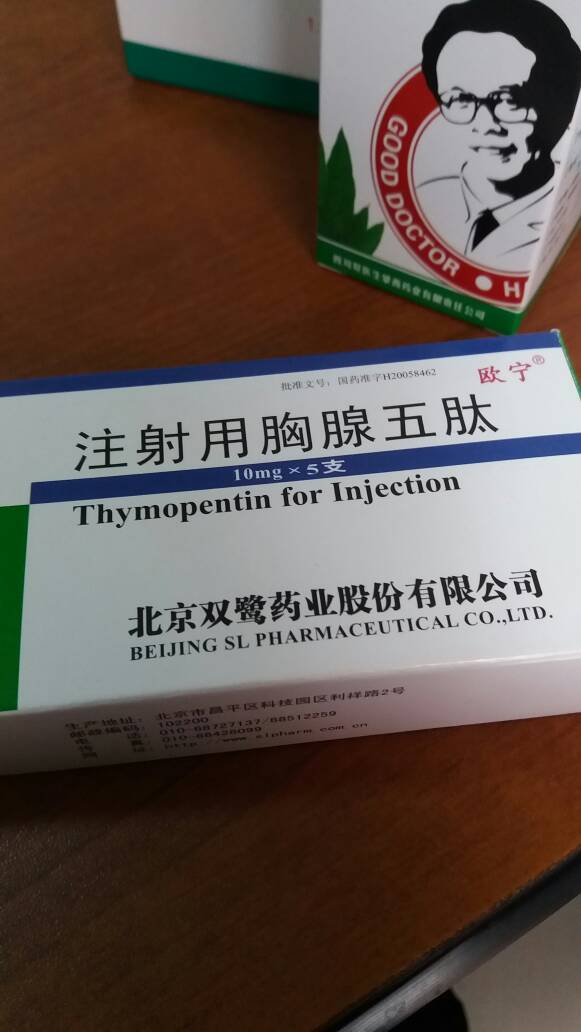 GOOD DOCTOR
批准文号：国药准字H20058462
欧宁®
注射用胸腺五肽
10mg × 5支
Thymopentin for Injection
北京双鹭药业股份有限公司
BEIJING SL PHARMACEUTICAL CO.,LTD.
生产地址：北京市昌平区科技园区利祥路2号
邮政编码：102200
电 话：010-68727137/88512259
传 真：010-88428099
网 址：http://www.slpharm.com.cn